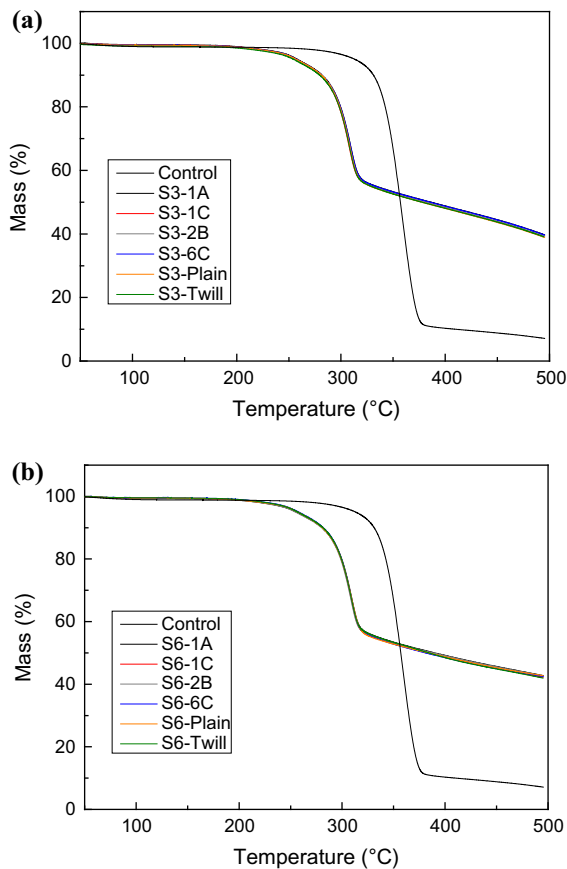 (a)
100
80
60
40
20
0
Mass (%)
Control
S3-1A
S3-1C
S3-2B
S3-6C
S3-Plain
S3-Twill
100 200 300 400 500
Temperature (°C)
(b)
100
80
60
40
20
0
Mass (%)
Control
S6-1A
S6-1C
S6-2B
S6-6C
S6-Plain
S6-Twill
100 200 300 400 500
Temperature (°C)